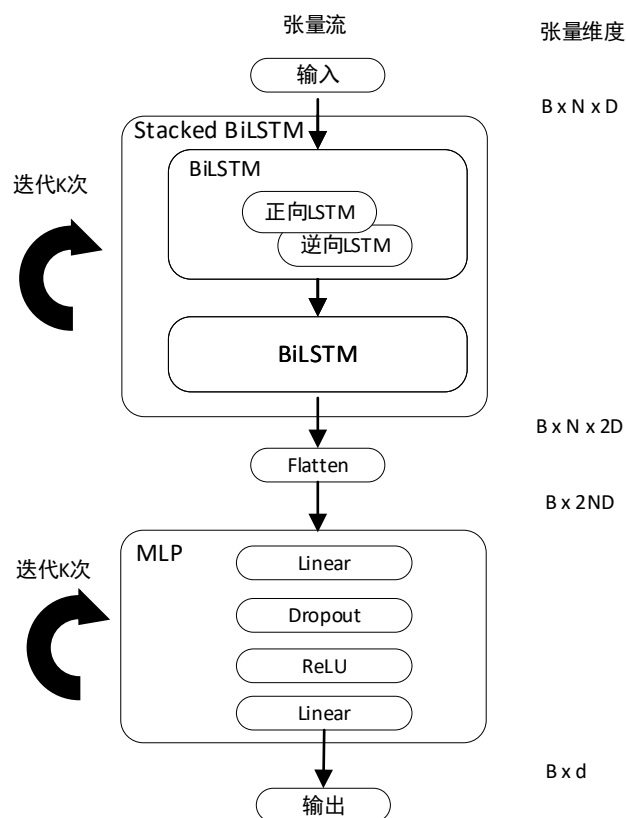 张量流
张量维度
输入
B x N x D
Stacked BiLSTM
BiLSTM
迭代K次
正向LSTM
逆向LSTM
BiLSTM
B x N x 2D
Flatten
B x 2ND
MLP
Linear
迭代K次
Dropout
ReLU
Linear
B x d
输出